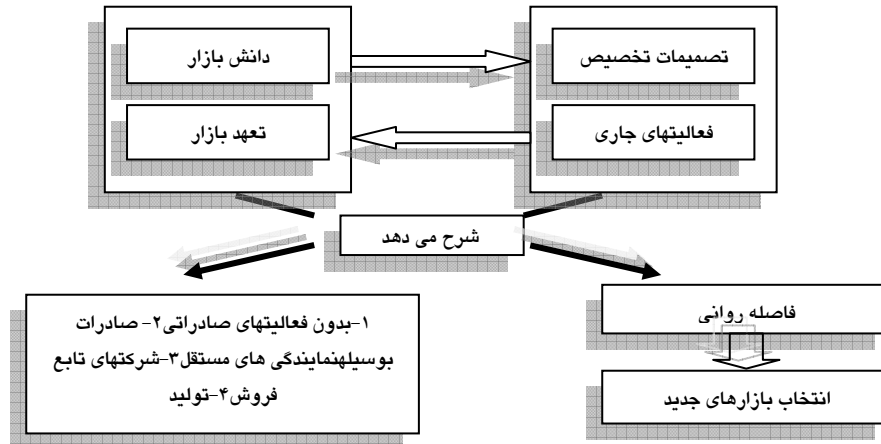 دانش بازار
تصمیمات تخصیص
تعهد بازار
فعالیتهای جاری
شرح می دهد
۱-بدون فعالیتهای صادراتی۲- صادرات
بوسیلهنمایندگی های مستقل۳-شرکتهای تابع
فروش۴-تولید
فاصله روانی
انتخاب بازارهای جدید